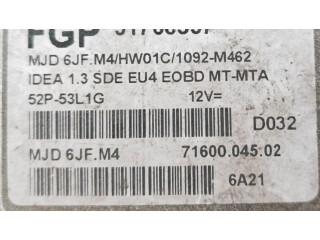 FGP
MJD 6JF.M4/HW01C/1092-M462
IDEA 1.3 SDE EU4 EOBD MT-MTA
52P-53L1G 12V=
D032
MJD 6JF.M4 71600.045.02
6A21